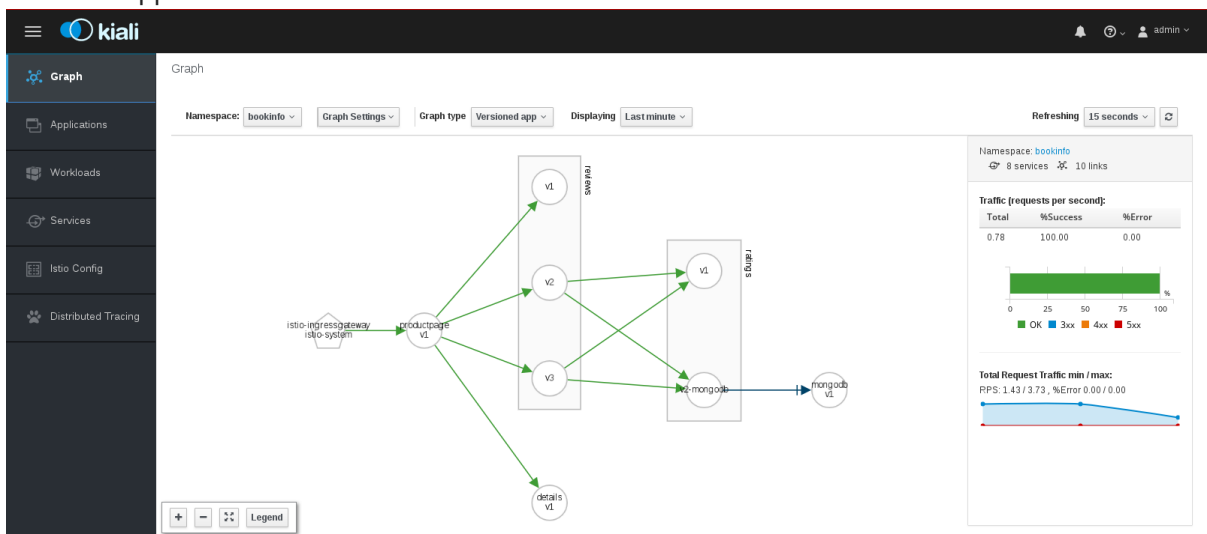 kiali
admin
Graph
Applications
Workloads
Services
Istio Config
Distributed Tracing
Graph
Namespace: bookinfo Graph Settings Graph type Versioned app Displaying Last minute Refreshing 15 seconds
reviews
v1
v2
v3
ratings
v1
v2-mongodb
istio-ingressgateway
istio-system
productpage
v1
mongodb
v1
details
v1
+ - Legend
Namespace: bookinfo
8 services 10 links
Traffic (requests per second):
Total %Success %Error
0.78 100.00 0.00
%
0 25 50 75 100
OK 3xx 4xx 5xx
Total Request Traffic min / max:
RPS: 1.43 / 3.73 , %Error 0.00 / 0.00